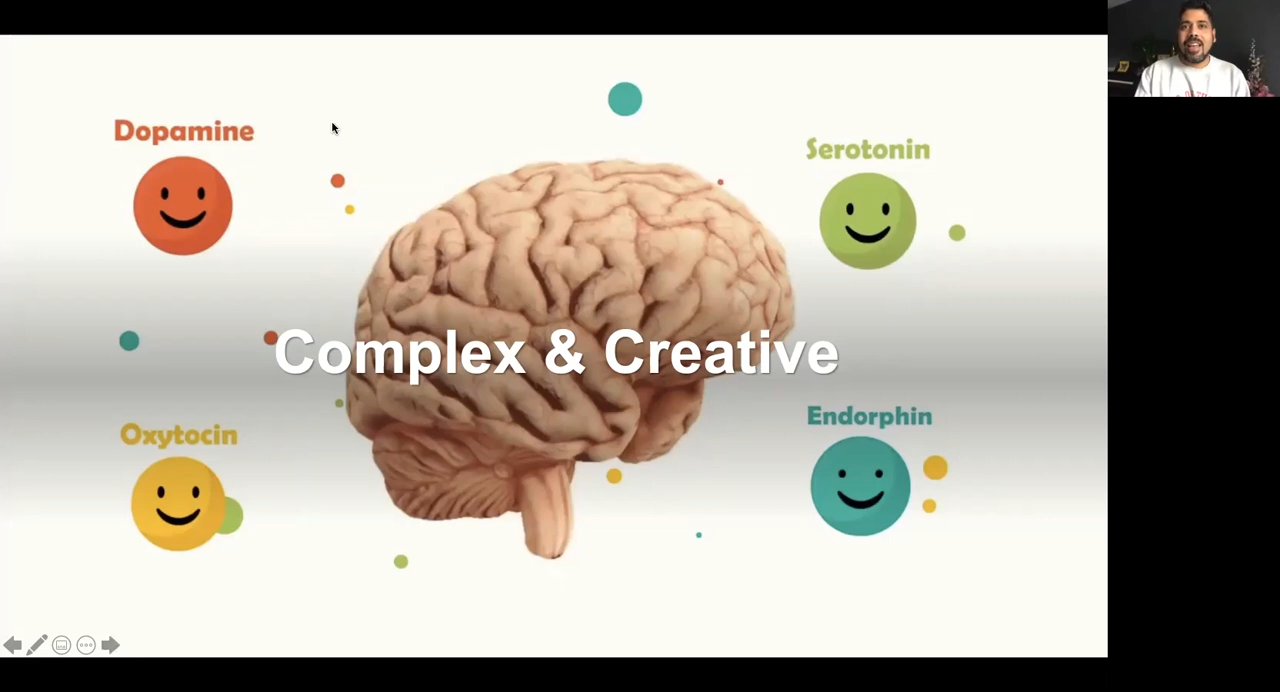 Dopamine
Serotonin
Complex & Creative
Oxytocin
Endorphin